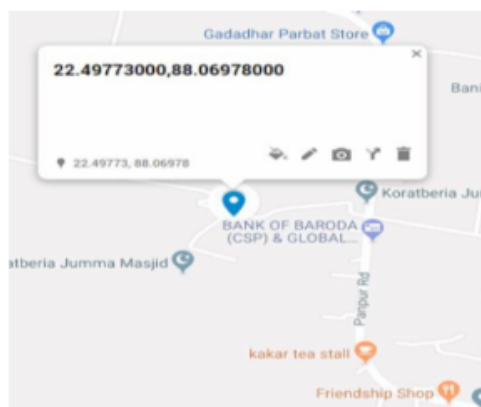 Gadadhar Parbat Store
22.49773000,88.06978000
Bani
22.49773, 88.06978
Koratberia Ju
BANK OF BARODA
(CSP) & GLOBAL...
atberia Jumma Masjid
Panpur Rd
kakar tea stall
Friendship Shop